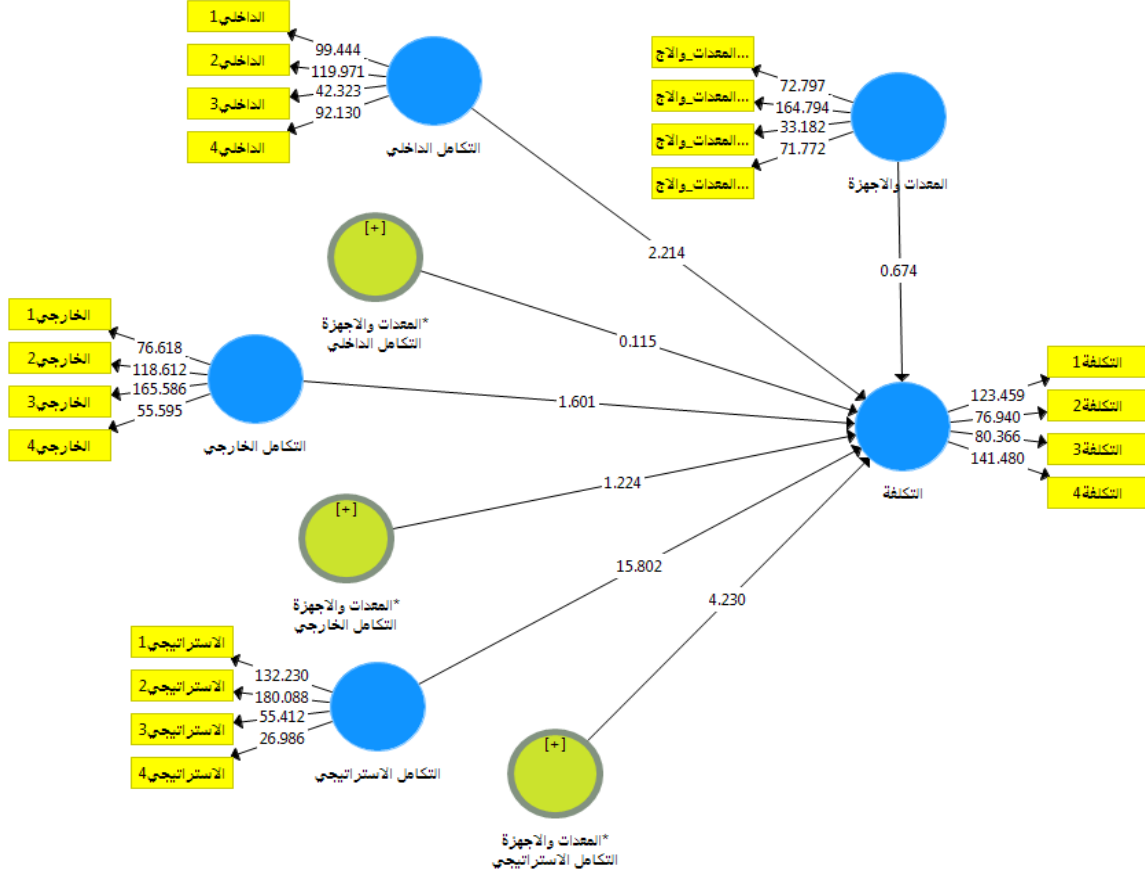 الداخلي1
الداخلي2
الداخلي3
الداخلي4
99.444
119.971
42.323
92.130
التكامل الداخلي
...المعدات_والاج
...المعدات_والاج
...المعدات_والاج
...المعدات_والاج
72.797
164.794
33.182
71.772
المعدات والاجهزة
2.214
0.674
[+]
*المعدات والاجهزة
التكامل الداخلي
0.115
الخارجي1
الخارجي2
الخارجي3
الخارجي4
76.618
118.612
165.586
55.595
التكامل الخارجي
1.601
التكلفة1
التكلفة2
التكلفة3
التكلفة4
123.459
76.940
80.366
141.480
التكلفة
[+]
*المعدات والاجهزة
التكامل الخارجي
1.224
15.802
4.230
الاستراتيجي1
الاستراتيجي2
الاستراتيجي3
الاستراتيجي4
132.230
180.088
55.412
26.986
التكامل الاستراتيجي
[+]
*المعدات والاجهزة
التكامل الاستراتيجي